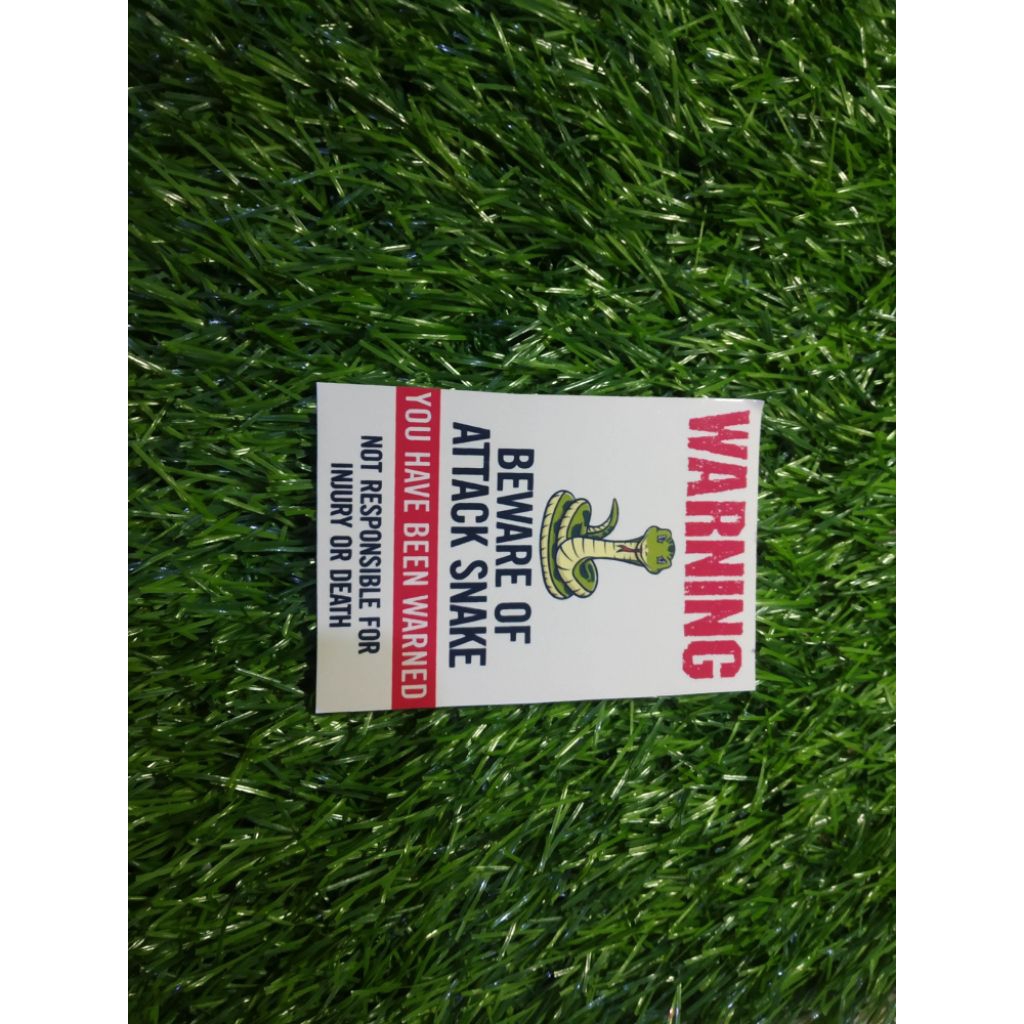 WARNING
BEWARE OF
ATTACK SNAKE
YOU HAVE BEEN WARNED
NOT RESPONSIBLE FOR
INJURY OR DEATH